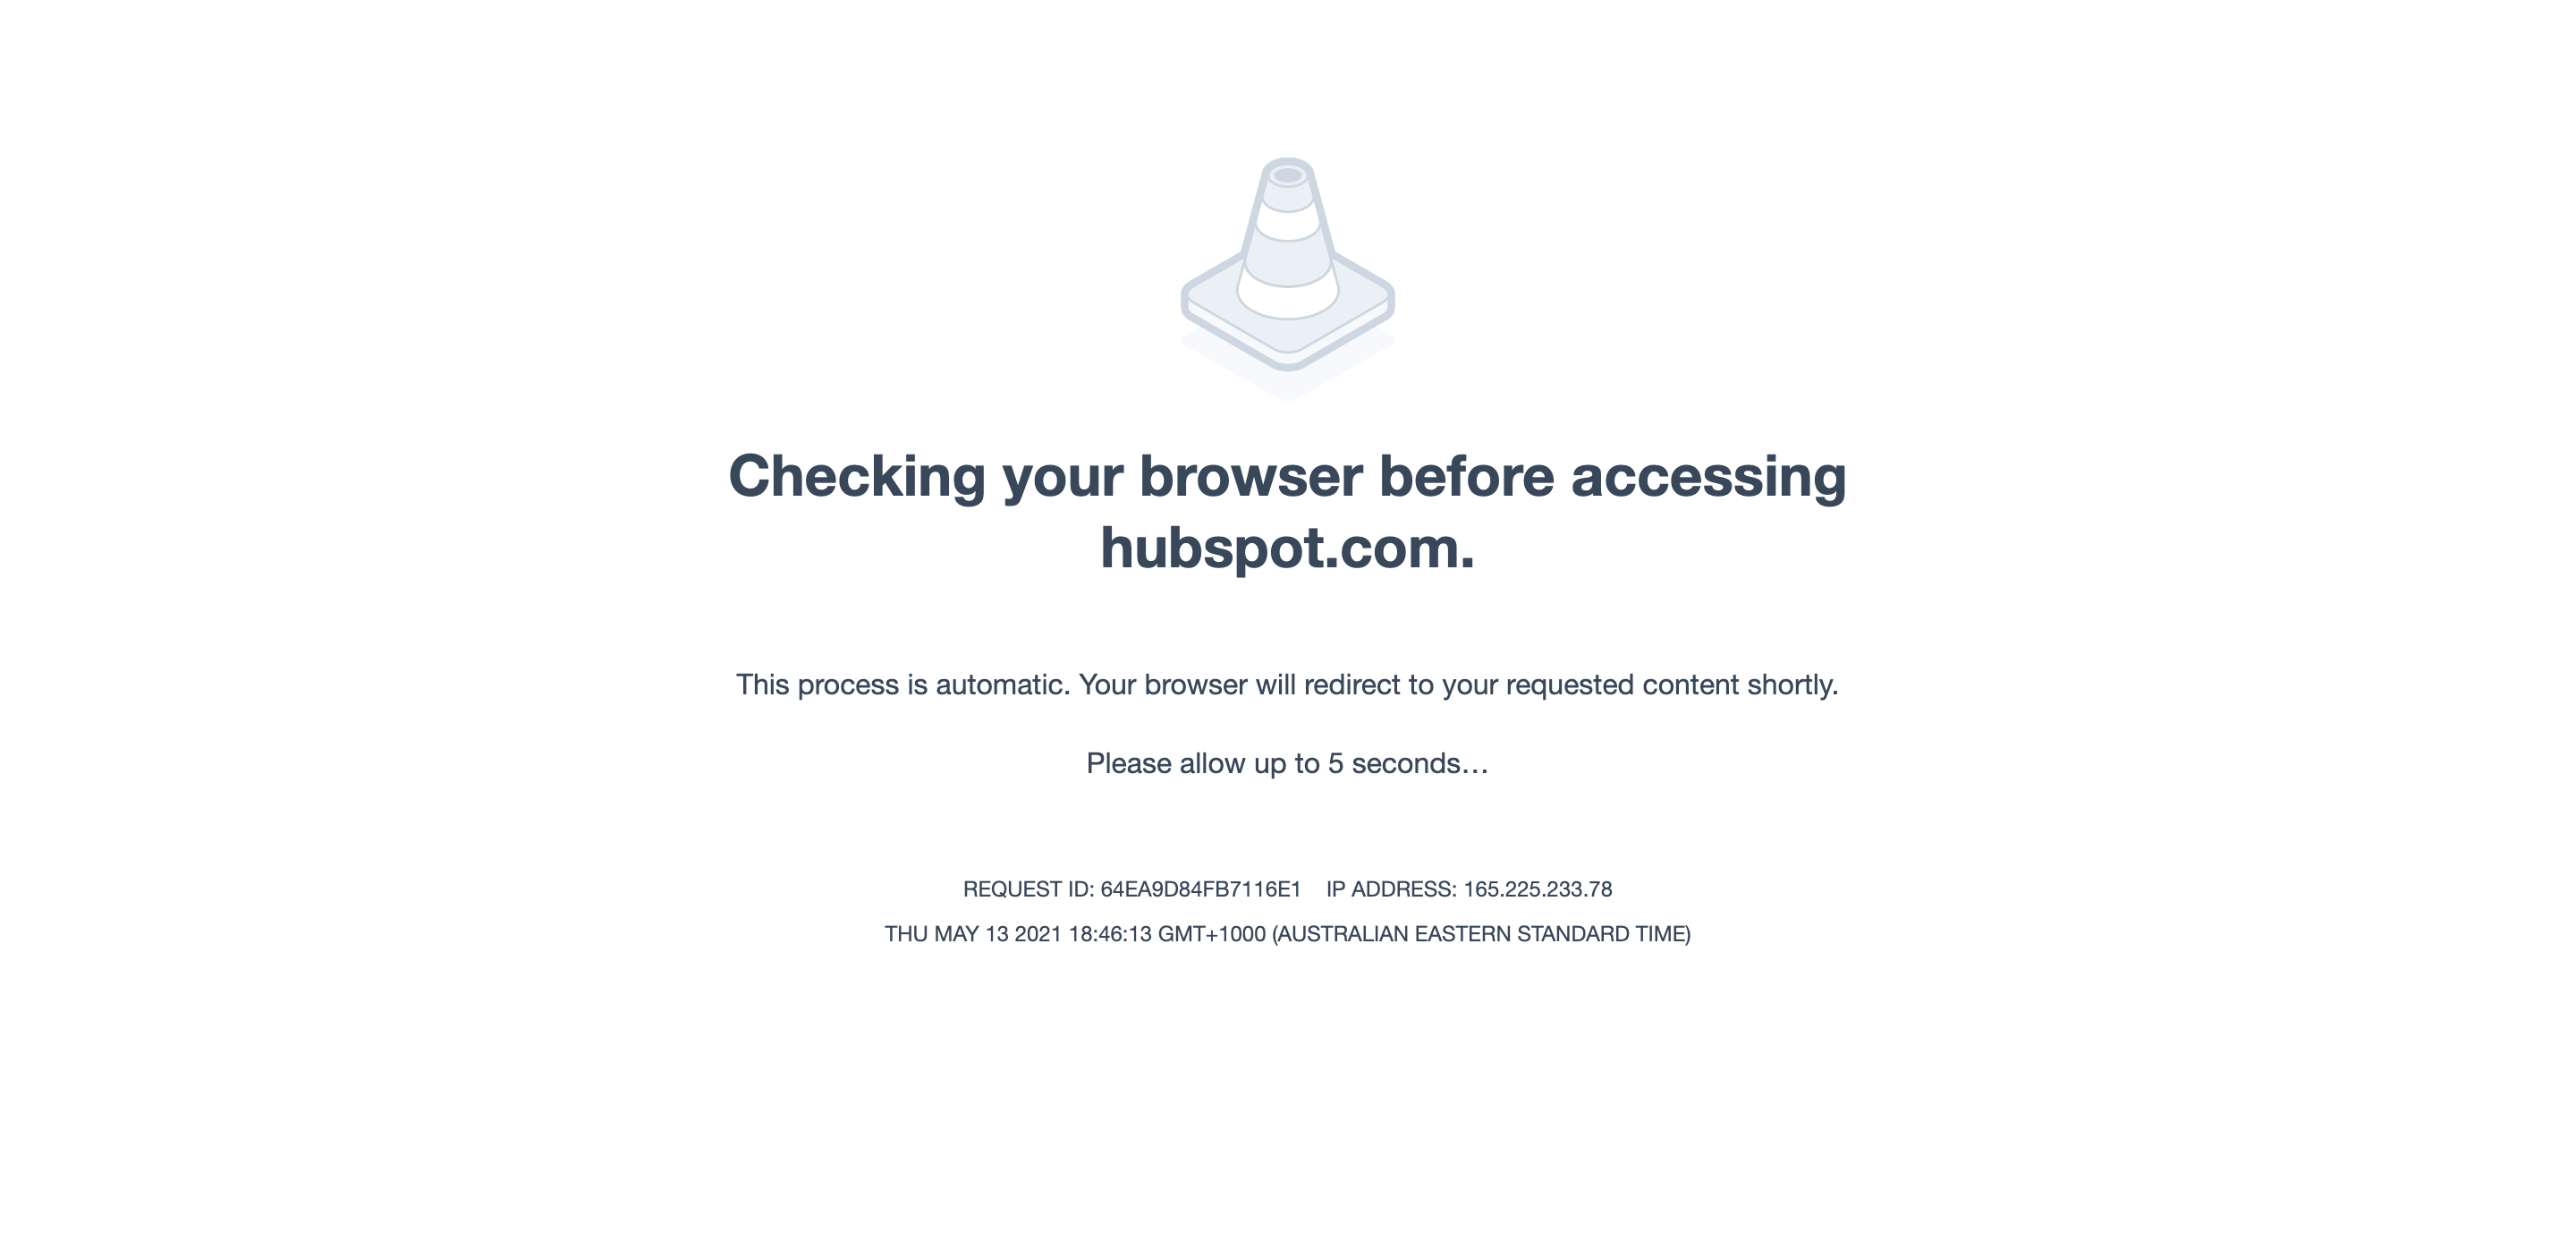 Checking your browser before accessing
hubspot.com.
This process is automatic. Your browser will redirect to your requested content shortly.
Please allow up to 5 seconds…
REQUEST ID: 64EA9D84FB7116E1 IP ADDRESS: 165.225.233.78
THU MAY 13 2021 18:46:13 GMT+1000 (AUSTRALIAN EASTERN STANDARD TIME)